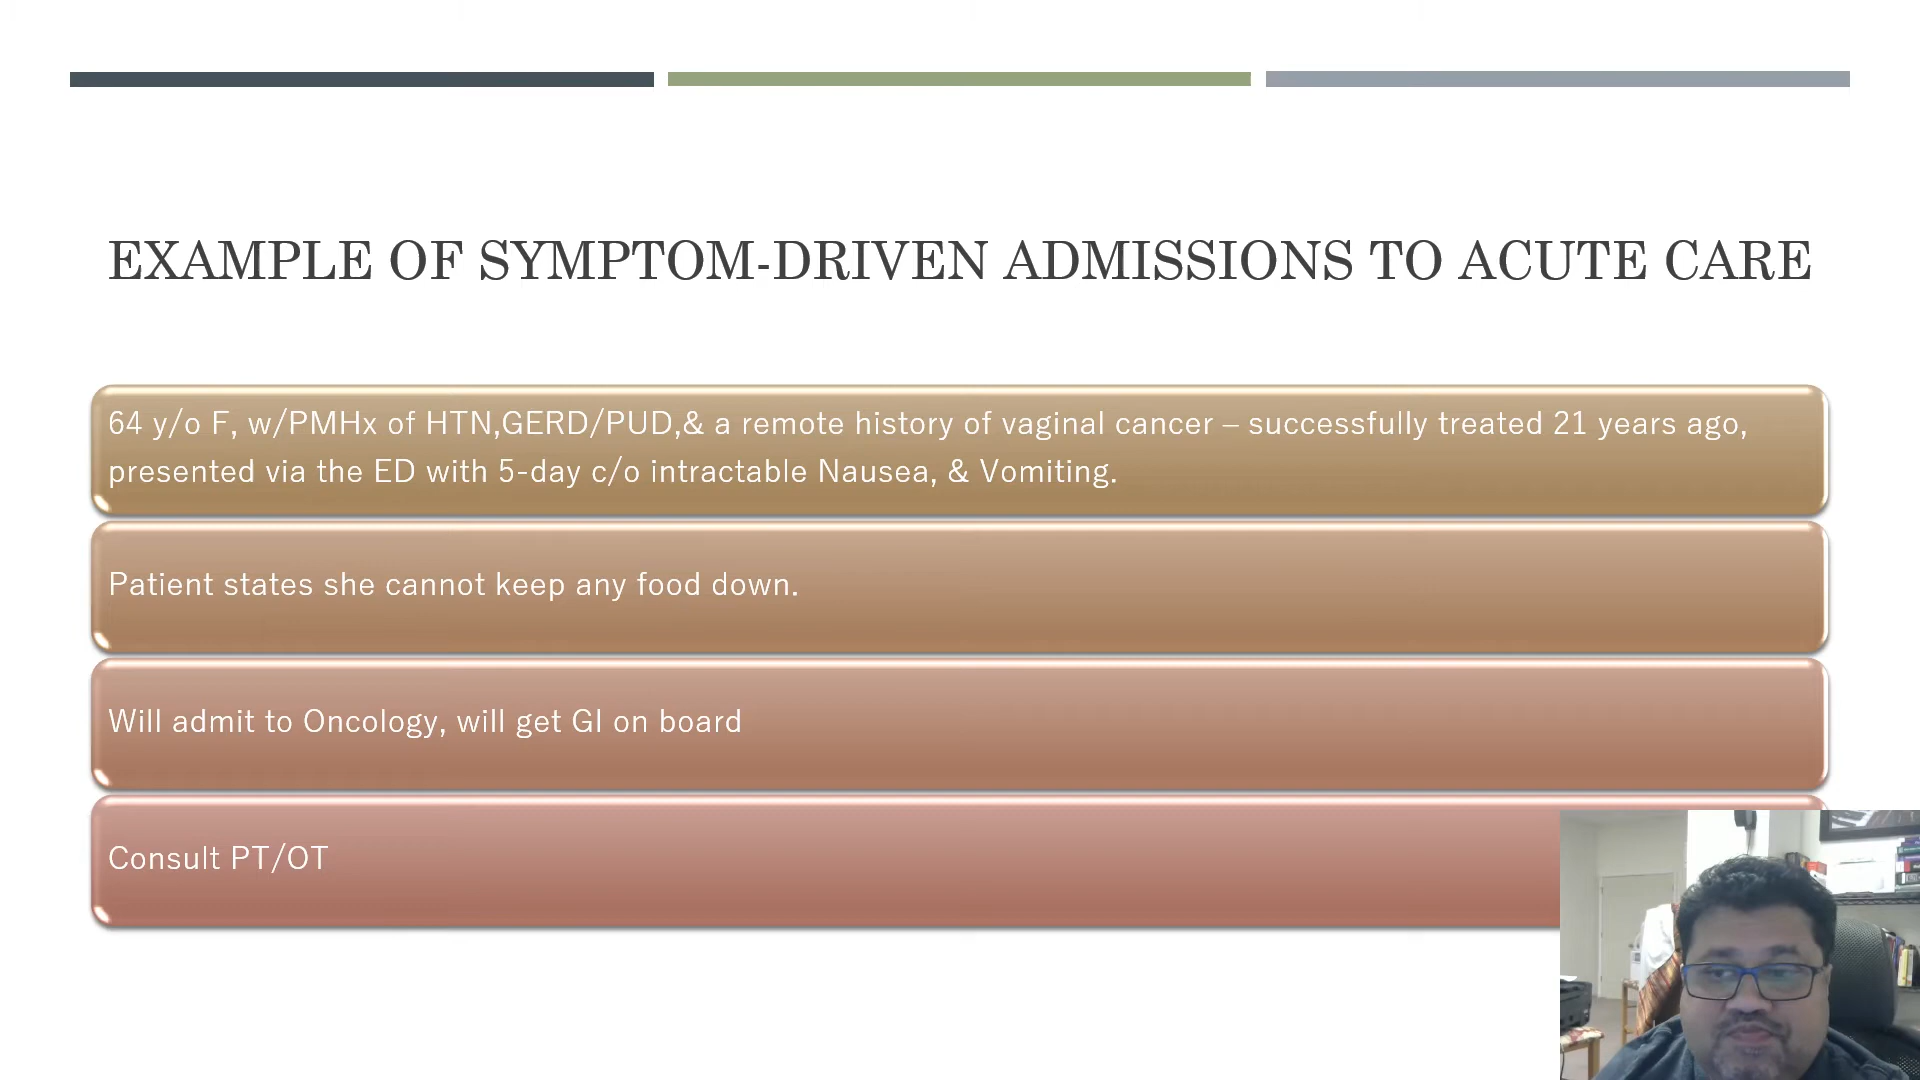 EXAMPLE OF SYMPTOM-DRIVEN ADMISSIONS TO ACUTE CARE
64 y/o F, w/PMHx of HTN,GERD/PUD,& a remote history of vaginal cancer – successfully treated 21 years ago,
presented via the ED with 5-day c/o intractable Nausea, & Vomiting.
Patient states she cannot keep any food down.
Will admit to Oncology, will get GI on board
Consult PT/OT